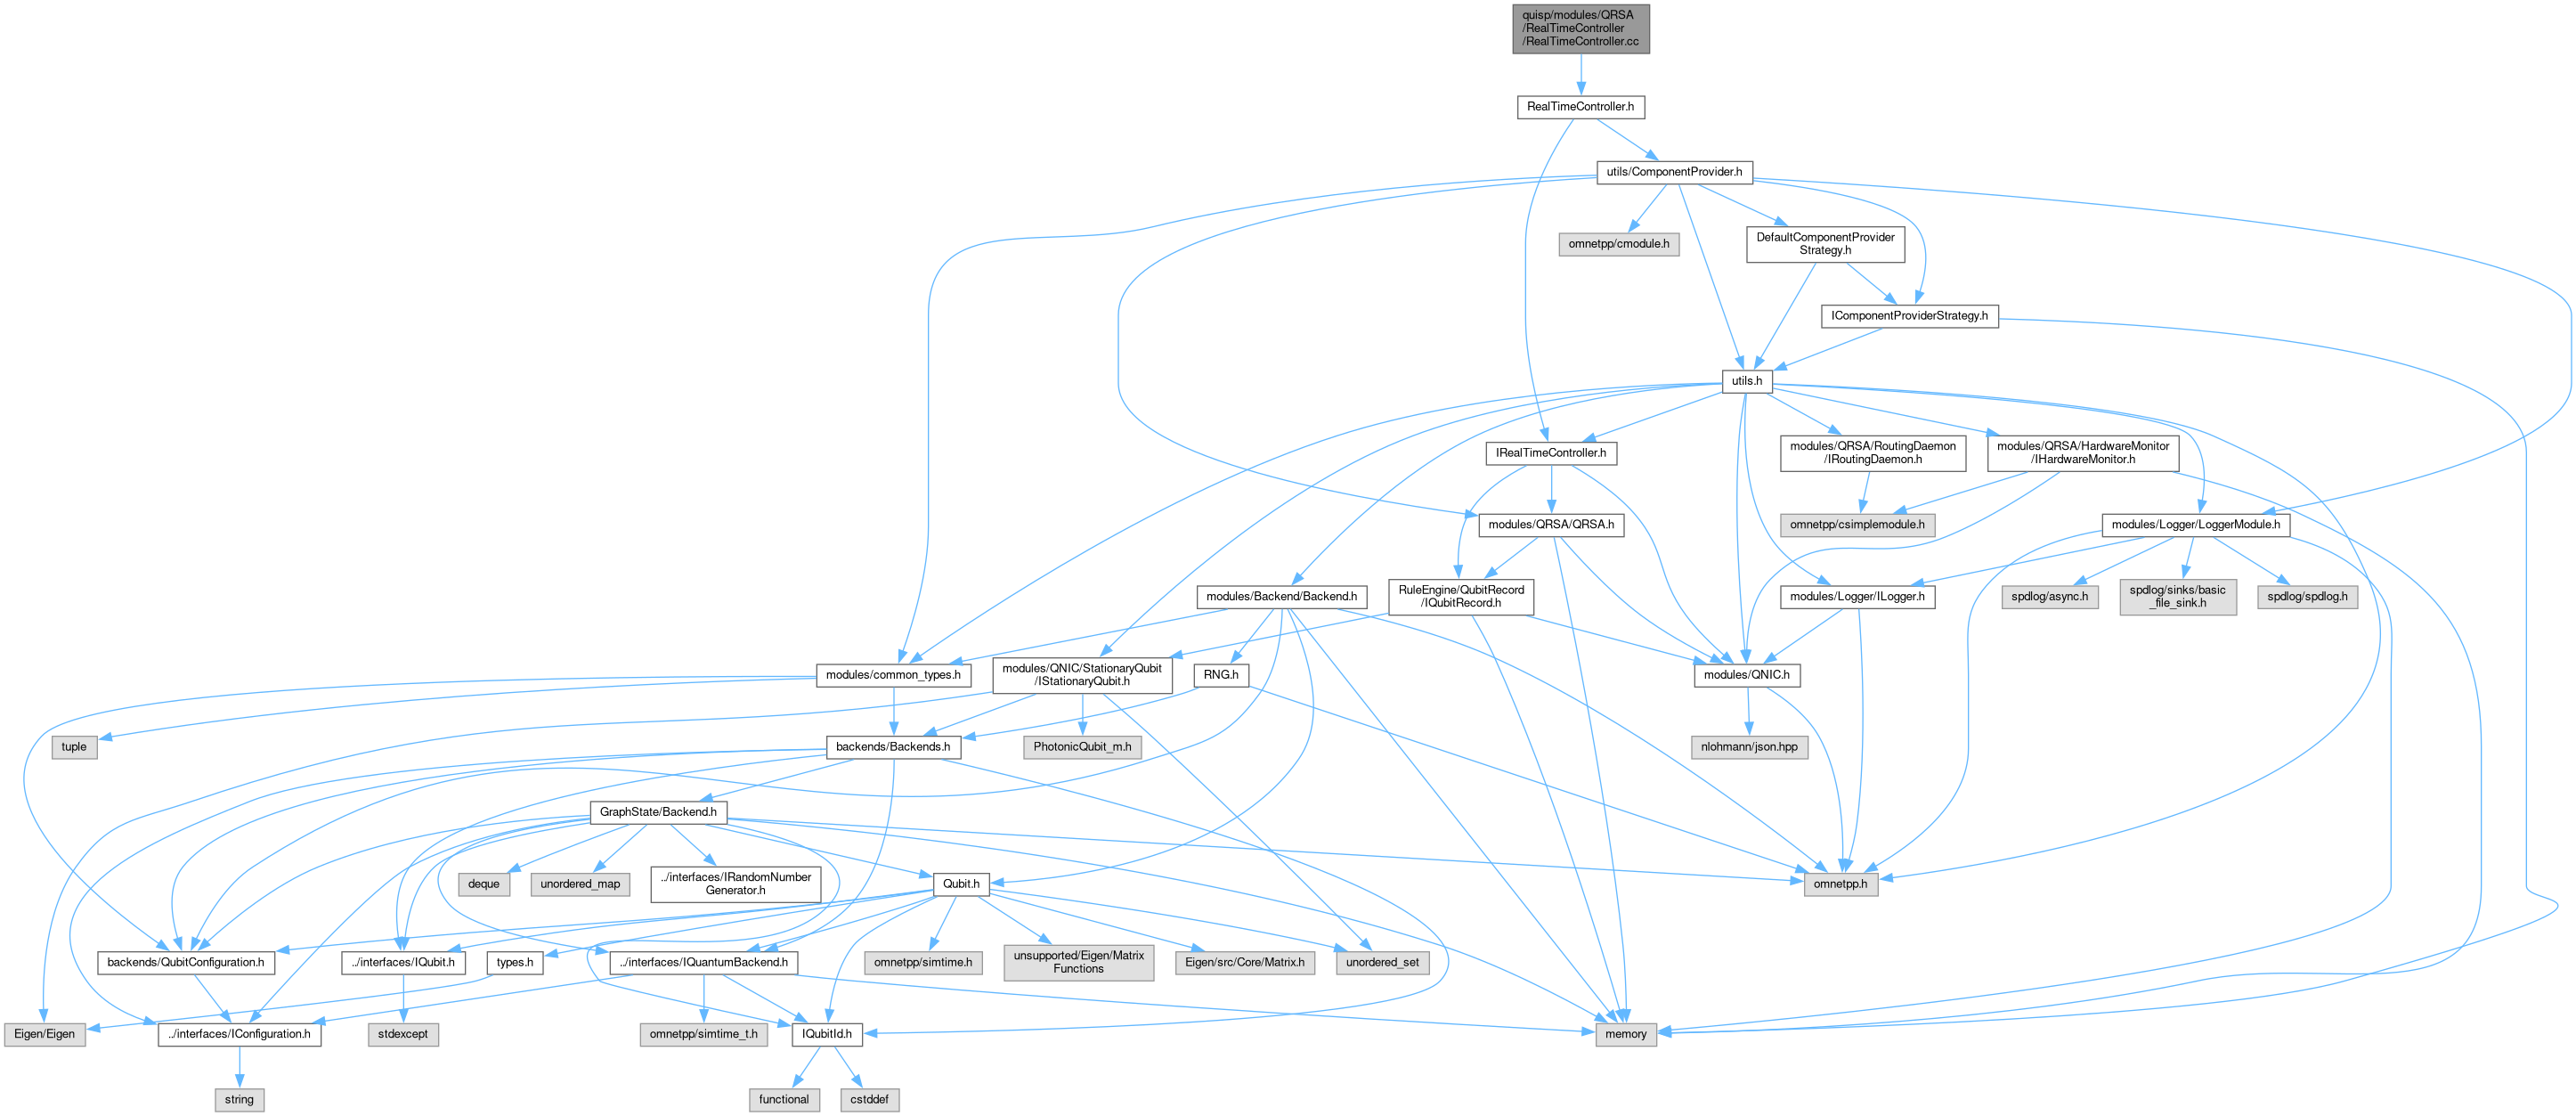 quisp/modules/QRSA
/RealTimeController
/RealTimeController.cc
RealTimeController.h
utils/ComponentProvider.h
omnetpp/cmodule.h
DefaultComponentProvider
Strategy.h
IComponentProviderStrategy.h
utils.h
IRealTimeController.h
modules/QRSA/RoutingDaemon
/IRoutingDaemon.h
modules/QRSA/HardwareMonitor
/IHardwareMonitor.h
modules/QRSA/QRSA.h
omnetpp/csimplemodule.h
modules/Logger/LoggerModule.h
modules/Backend/Backend.h
RuleEngine/QubitRecord
/IQubitRecord.h
modules/Logger/ILogger.h
spdlog/async.h
spdlog/sinks/basic
_file_sink.h
spdlog/spdlog.h
modules/common_types.h
modules/QNIC/StationaryQubit
/IStationaryQubit.h
RNG.h
modules/QNIC.h
tuple
backends/Backends.h
PhotonicQubit_m.h
nlohmann/json.hpp
GraphState/Backend.h
deque
unordered_map
../interfaces/IRandomNumber
Generator.h
Qubit.h
omnetpp.h
backends/QubitConfiguration.h
../interfaces/IQubit.h
types.h
../interfaces/IQuantumBackend.h
omnetpp/simtime.h
unsupported/Eigen/Matrix
Functions
Eigen/src/Core/Matrix.h
unordered_set
Eigen/Eigen
../interfaces/IConfiguration.h
stdexcept
omnetpp/simtime_t.h
IQubitId.h
memory
string
functional
cstddef